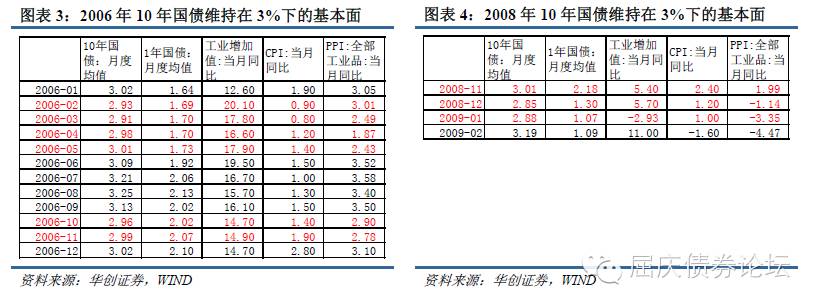 图表 3：2006 年 10 年国债维持在 3%下的基本面
10年国债：月度均值 1年国债：月度均值 工业增加值:当月同比 CPI:当月同比 PPI:全部工业品:当月同比
2006-01 3.02 1.64 12.60 1.90 3.05
2006-02 2.93 1.69 20.10 0.90 3.01
2006-03 2.91 1.70 17.80 0.80 2.49
2006-04 2.98 1.70 16.60 1.20 1.87
2006-05 3.01 1.73 17.90 1.40 2.43
2006-06 3.09 1.92 19.50 1.50 3.52
2006-07 3.21 2.06 16.70 1.00 3.58
2006-08 3.25 2.13 15.70 1.30 3.40
2006-09 3.13 2.02 16.10 1.50 3.50
2006-10 2.96 2.02 14.70 1.40 2.90
2006-11 2.99 2.07 14.90 1.90 2.78
2006-12 3.02 2.10 14.70 2.80 3.10
资料来源：华创证券，WIND
图表 4：2008 年 10 年国债维持在 3%下的基本面
10年国债：月度均值 1年国债：月度均值 工业增加值:当月同比 CPI:当月同比 PPI:全部工业品:当月同比
2008-11 3.01 2.18 5.40 2.40 1.99
2008-12 2.85 1.30 5.70 1.20 -1.14
2009-01 2.88 1.07 -2.93 1.00 -3.35
2009-02 3.19 1.09 11.00 -1.60 -4.47
资料来源：华创证券，WIND
屈庆债券论坛